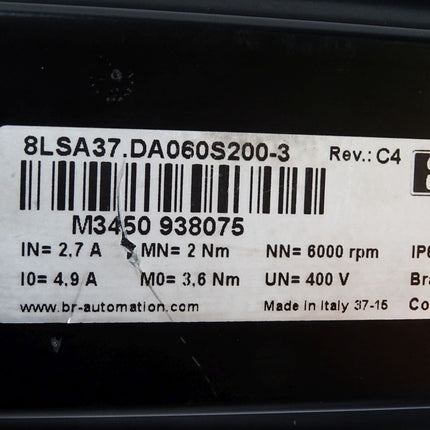 8LSA37.DA060S200-3 Rev.: C4
M3450 938075
IN= 2,7 A MN= 2 Nm NN= 6000 rpm
I0= 4,9 A M0= 3,6 Nm UN= 400 V
www.br-automation.com Made in Italy 37-15